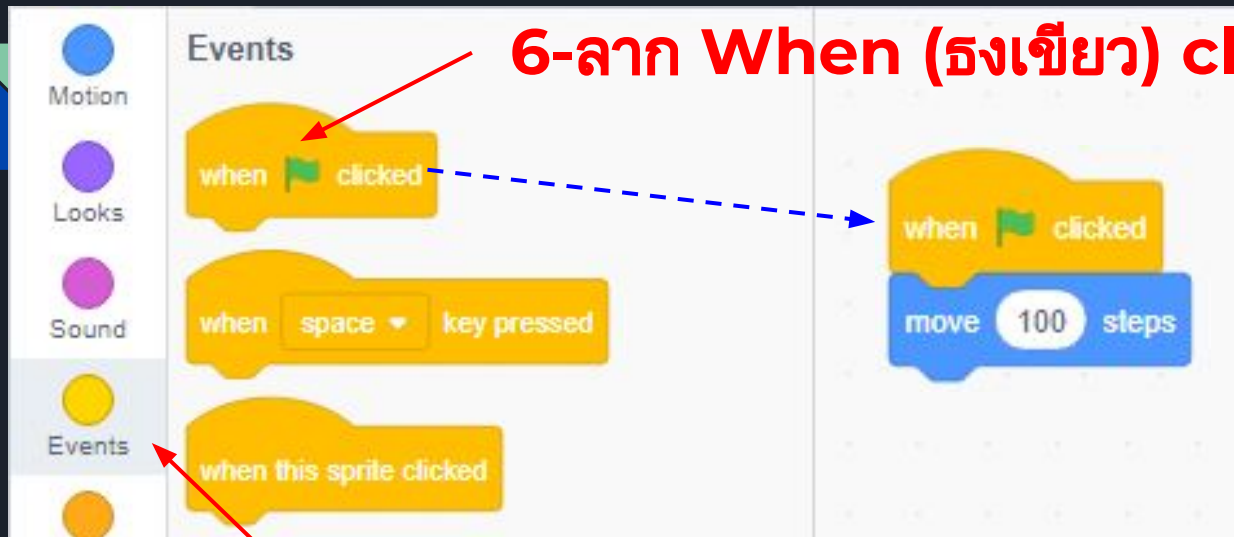 6-ลาก When (ธงเขียว) cl
Events
Motion
Looks
Sound
Events
when clicked
when space key pressed
when this sprite clicked
when clicked
move 100 steps